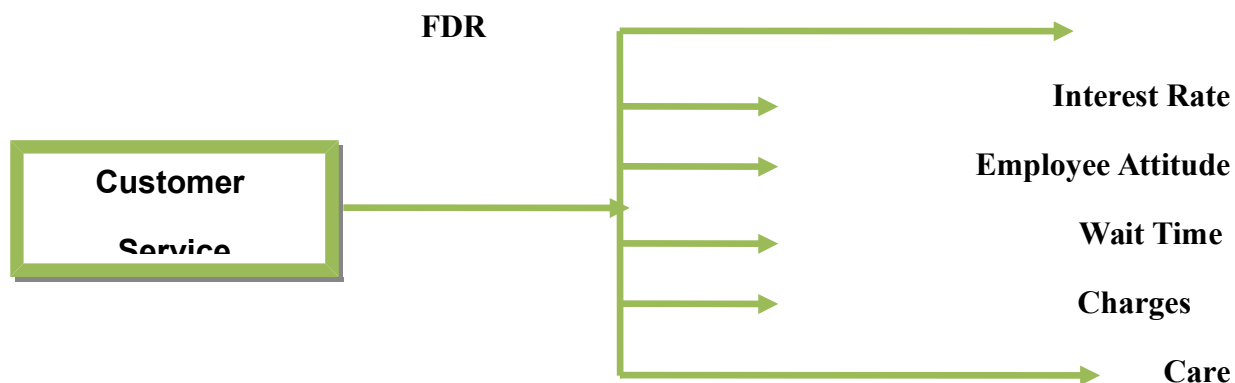 FDR
Interest Rate
Customer
Service
Employee Attitude
Wait Time
Charges
Care